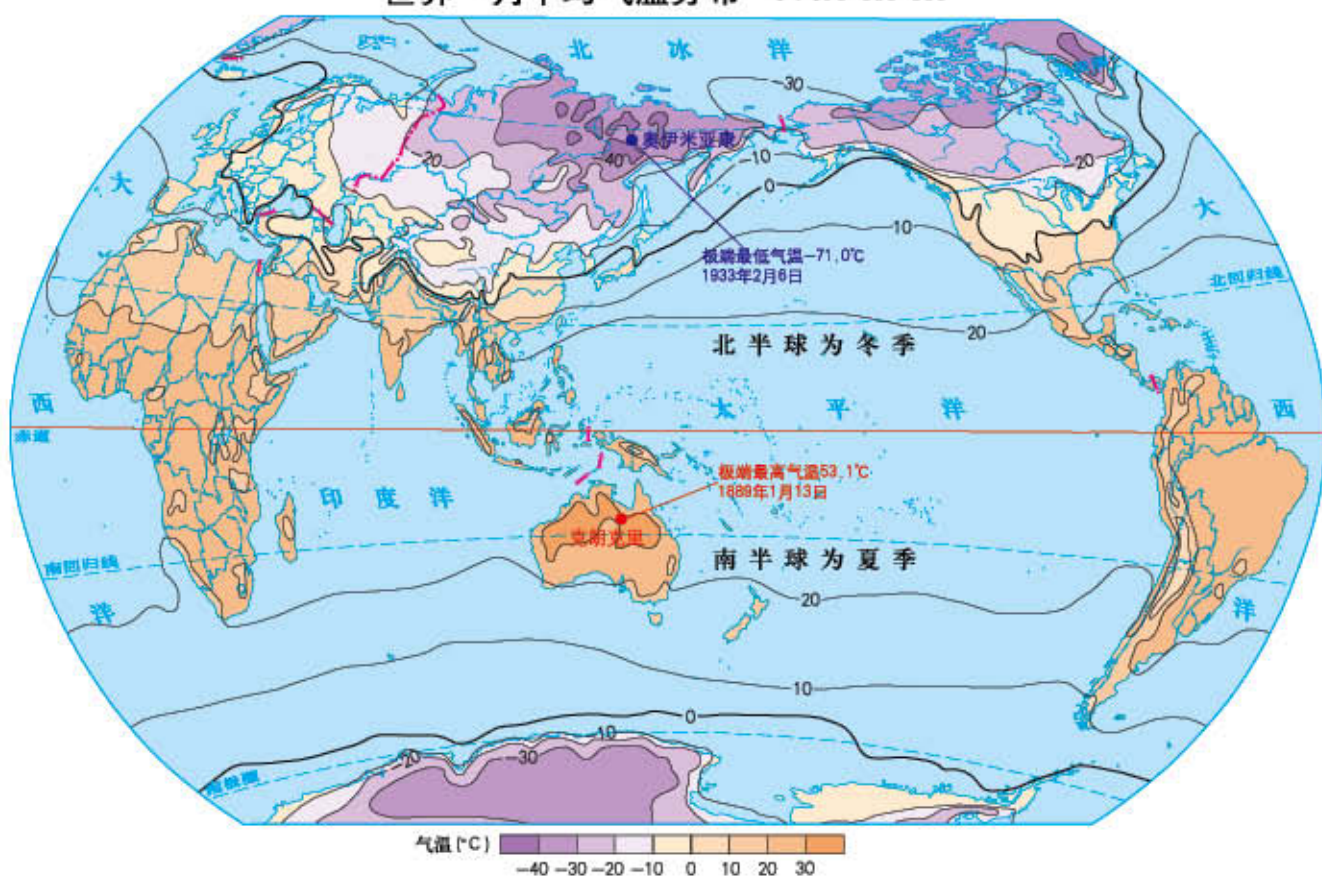 北冰洋
-30
奥伊米亚康
-20
-20
40
-10
0
大
大
10
极端最低气温-71.0℃
1933年2月6日
北回归线
20
北半球为冬季
西
太平洋
西
赤道
极端最高气温53.1℃
1889年1月13日
印度洋
克朗克里
南半球为夏季
南回归线
20
洋
洋
10
0
-10
-20
-30
南极圈
气温(℃)
-40 -30 -20 -10 0 10 20 30